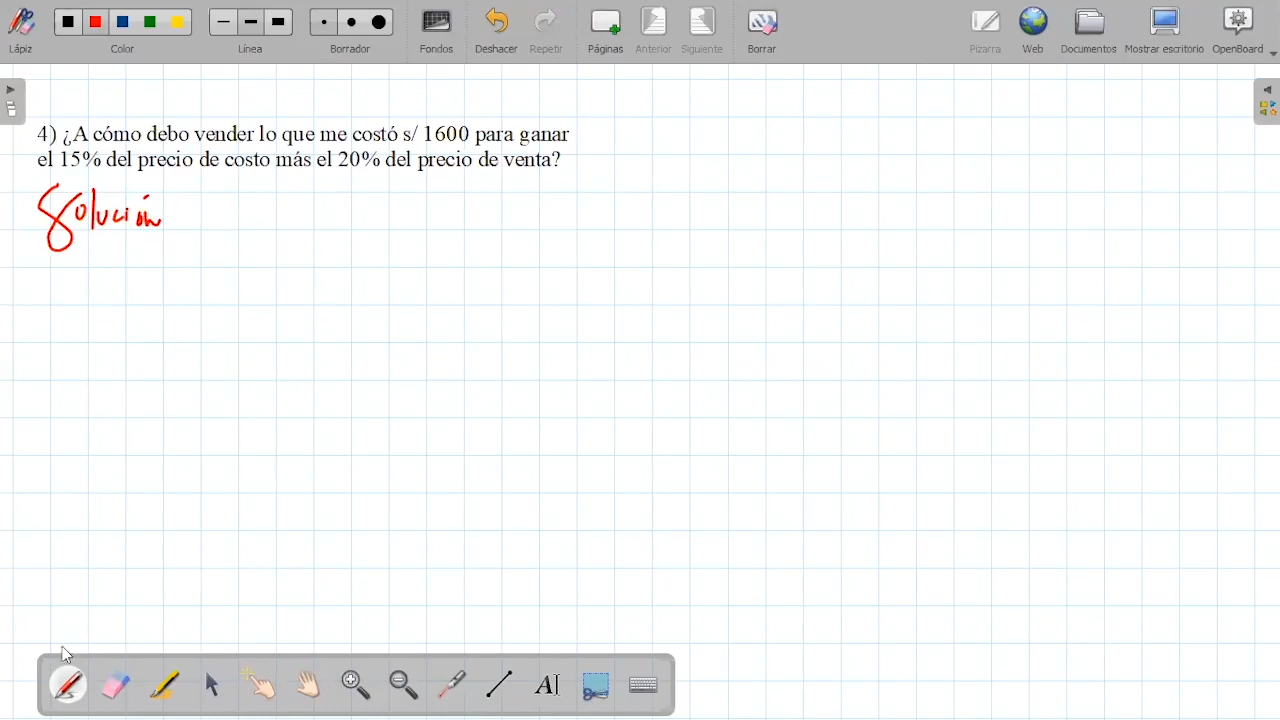 Lápiz Color Línea Borrador Fondos Deshacer Repetir Páginas Anterior Siguiente Borrar Pizarra Web Documentos Mostrar escritorio OpenBoard
4) ¿A cómo debo vender lo que me costó s/ 1600 para ganar
el 15% del precio de costo más el 20% del precio de venta?
Solución
A